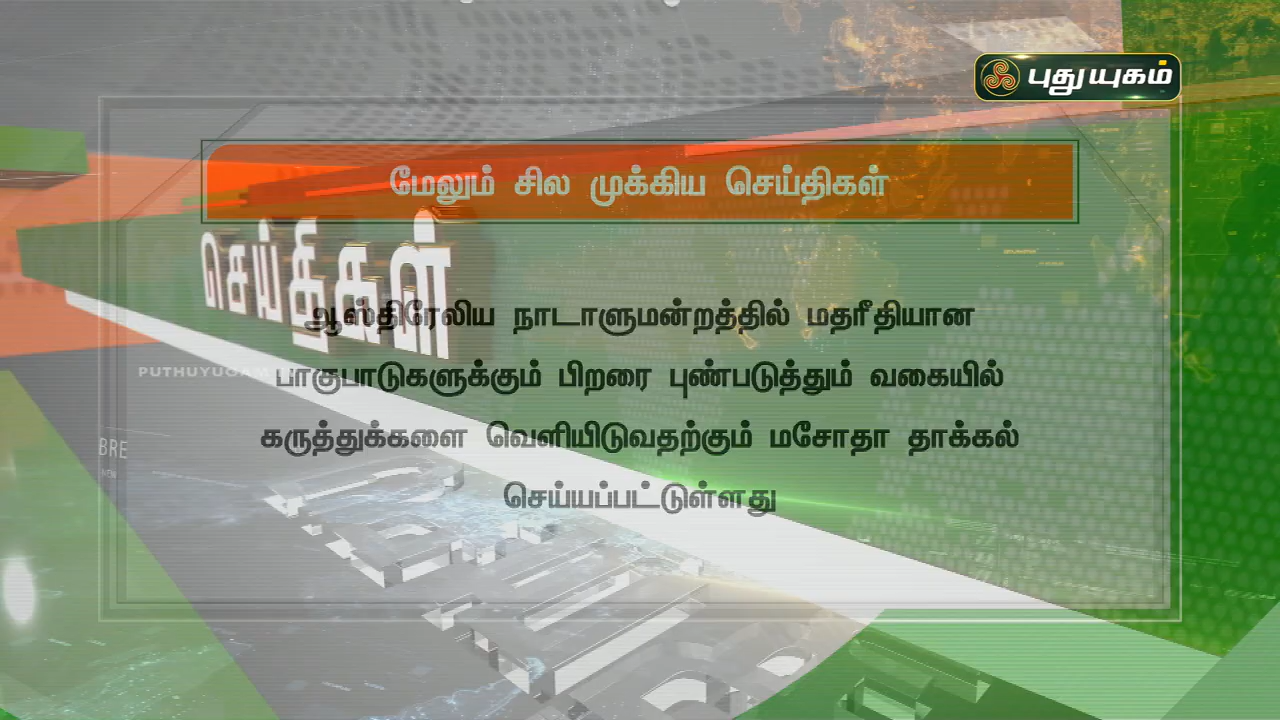 புதுயுகம்
மேலும் சில முக்கிய செய்திகள்
செய்திகள்
ஆஸ்திரேலிய நாடாளுமன்றத்தில் மதரீதியான
பாகுபாடுகளுக்கும் பிறரை புண்படுத்தும் வகையில்
கருத்துக்களை வெளியிடுவதற்கும் மசோதா தாக்கல்
செய்யப்பட்டுள்ளது
PUTHUYUGAM
BRE